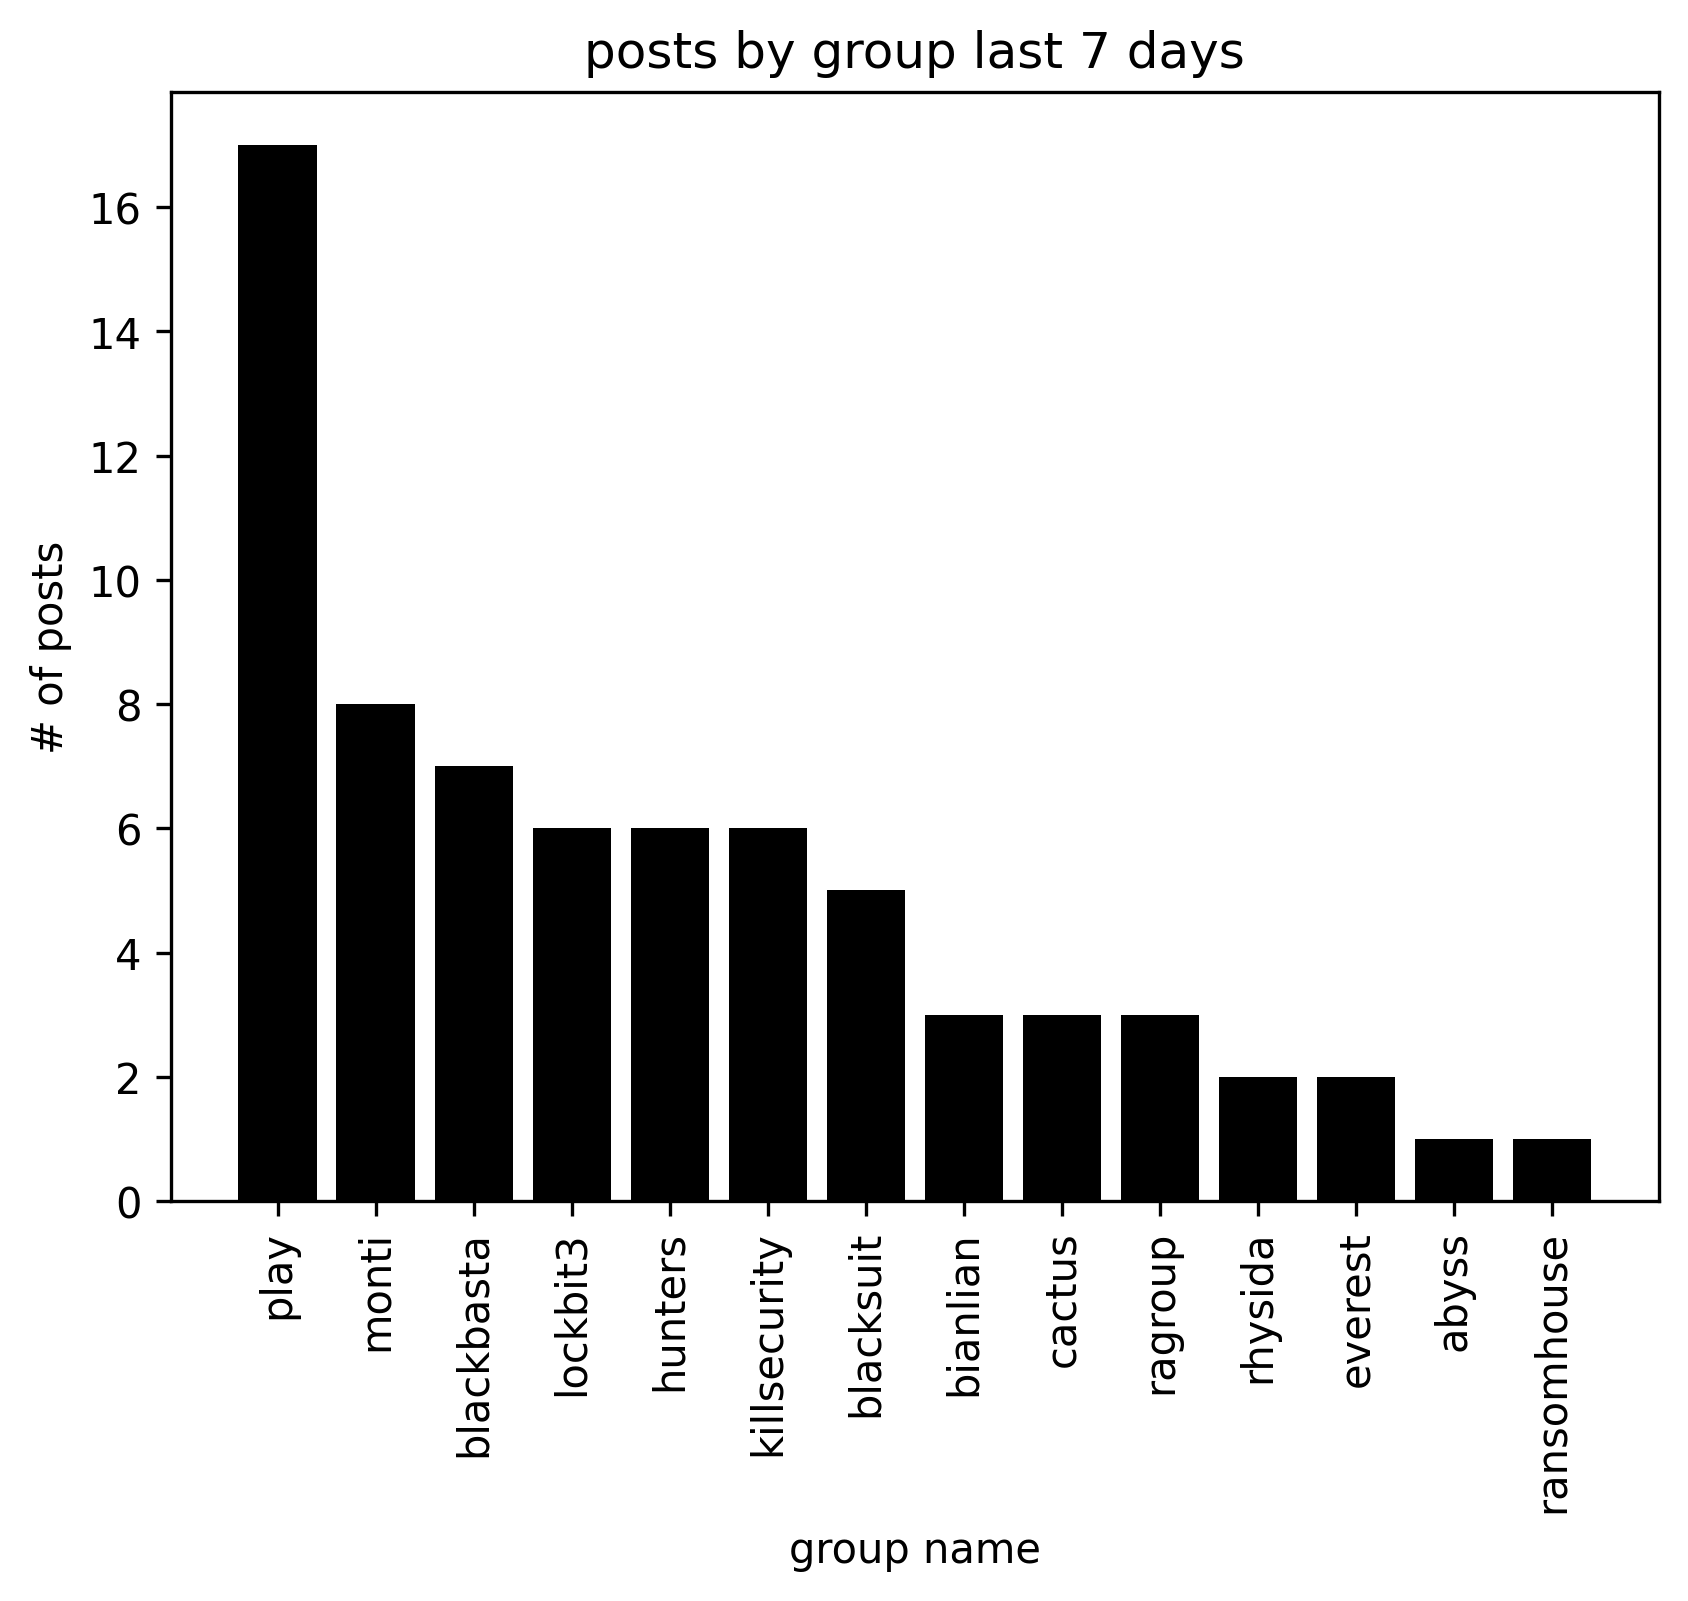 posts by group last 7 days
# of posts
16
14
12
10
8
6
4
2
0
play
monti
blackbasta
lockbit3
hunters
killsecurity
blacksuit
bianlian
cactus
ragroup
rhysida
everest
abyss
ransomhouse
group name